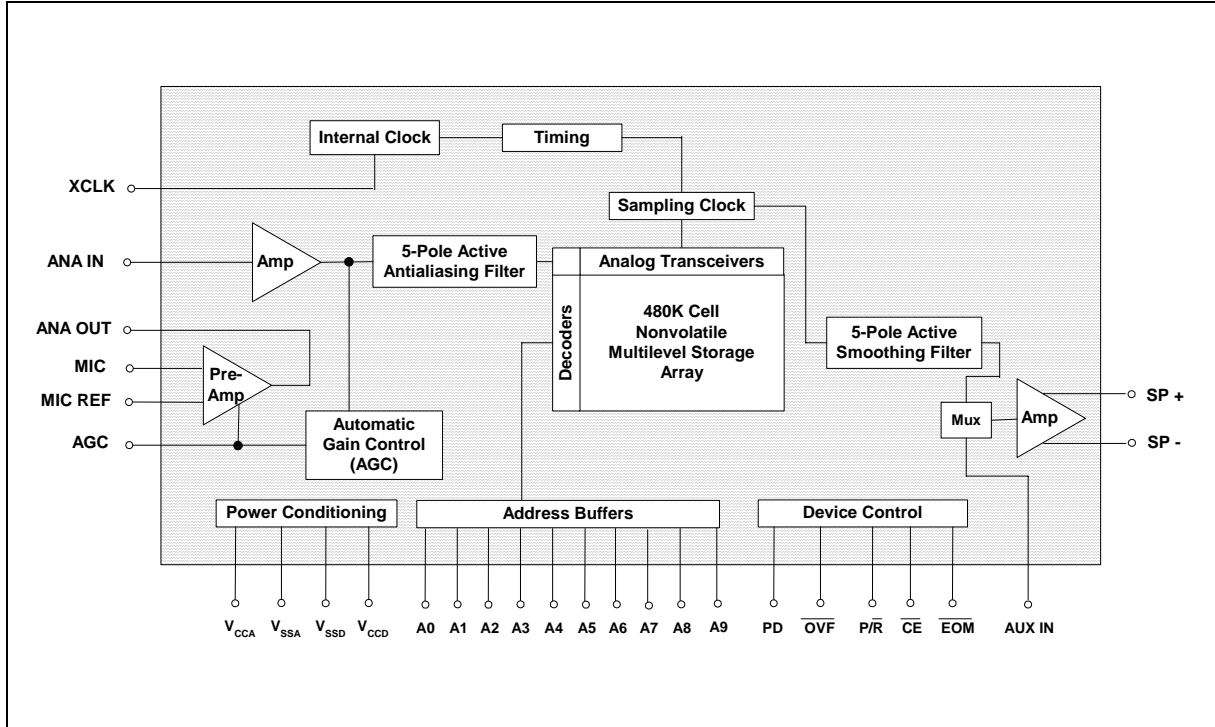 Internal Clock
Timing
XCLK
Sampling Clock
ANA IN
Amp
5-Pole Active
Antialiasing Filter
Analog Transceivers
Decoders
480K Cell
Nonvolatile
Multilevel Storage
Array
ANA OUT
MIC
Pre-
Amp
MIC REF
AGC
Automatic
Gain Control
(AGC)
5-Pole Active
Smoothing Filter
Mux
Amp
SP +
SP -
Power Conditioning
Address Buffers
Device Control
VCCA VSSA VSSD VCCD A0 A1 A2 A3 A4 A5 A6 A7 A8 A9 PD O̅V̅F̅ P/R̅ C̅E̅ E̅O̅M̅ AUX IN